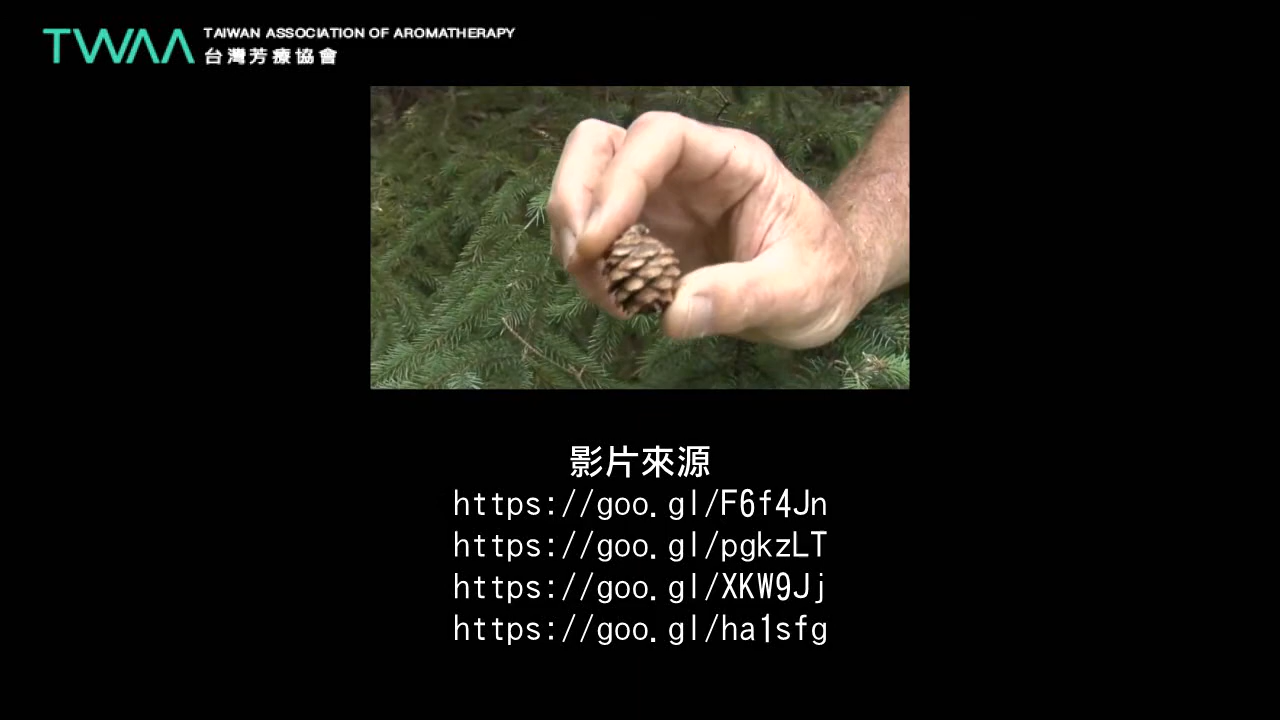 TWAA
TAIWAN ASSOCIATION OF AROMATHERAPY
台灣芳療協會
影片來源
https://goo.gl/F6f4Jn
https://goo.gl/pgkzLT
https://goo.gl/XKW9Jj
https://goo.gl/ha1sfg